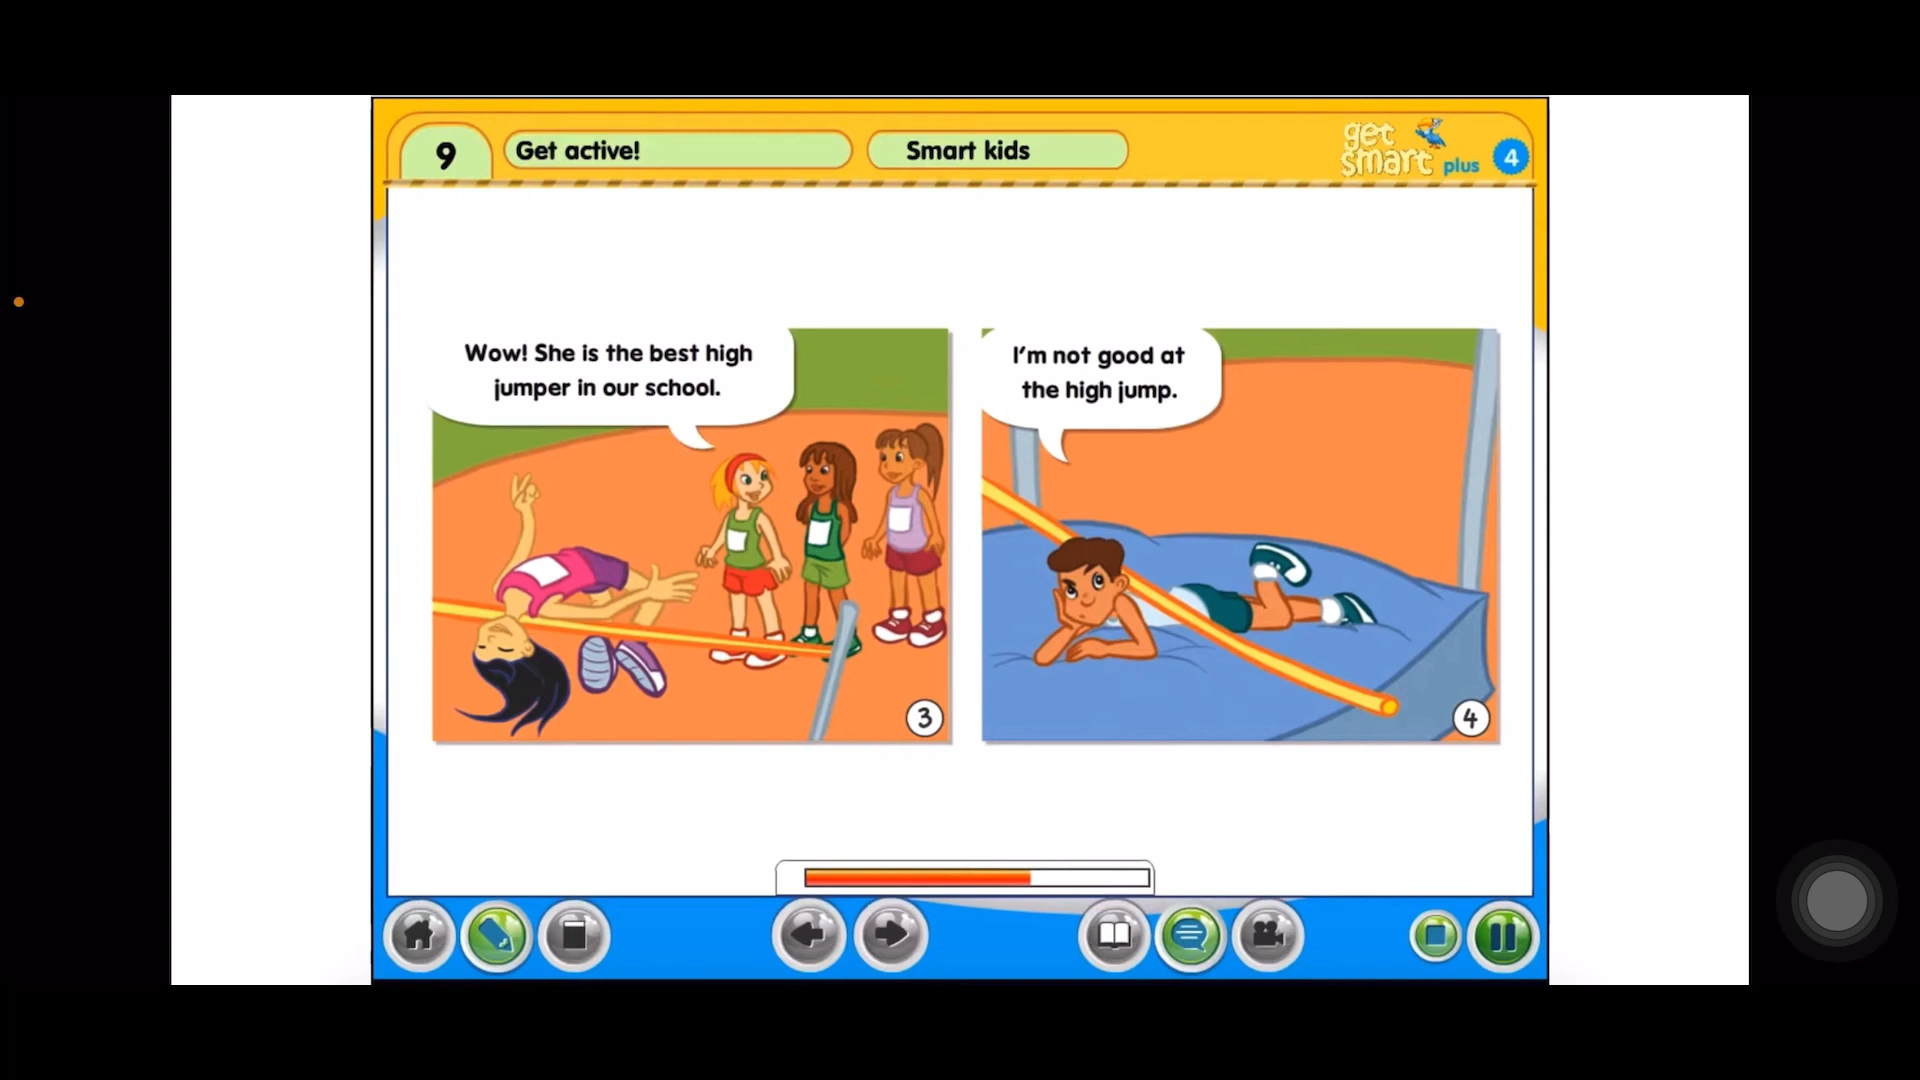 9
Get active!
Smart kids
get
smart
plus
4
Wow! She is the best high
jumper in our school.
3
I'm not good at
the high jump.
4